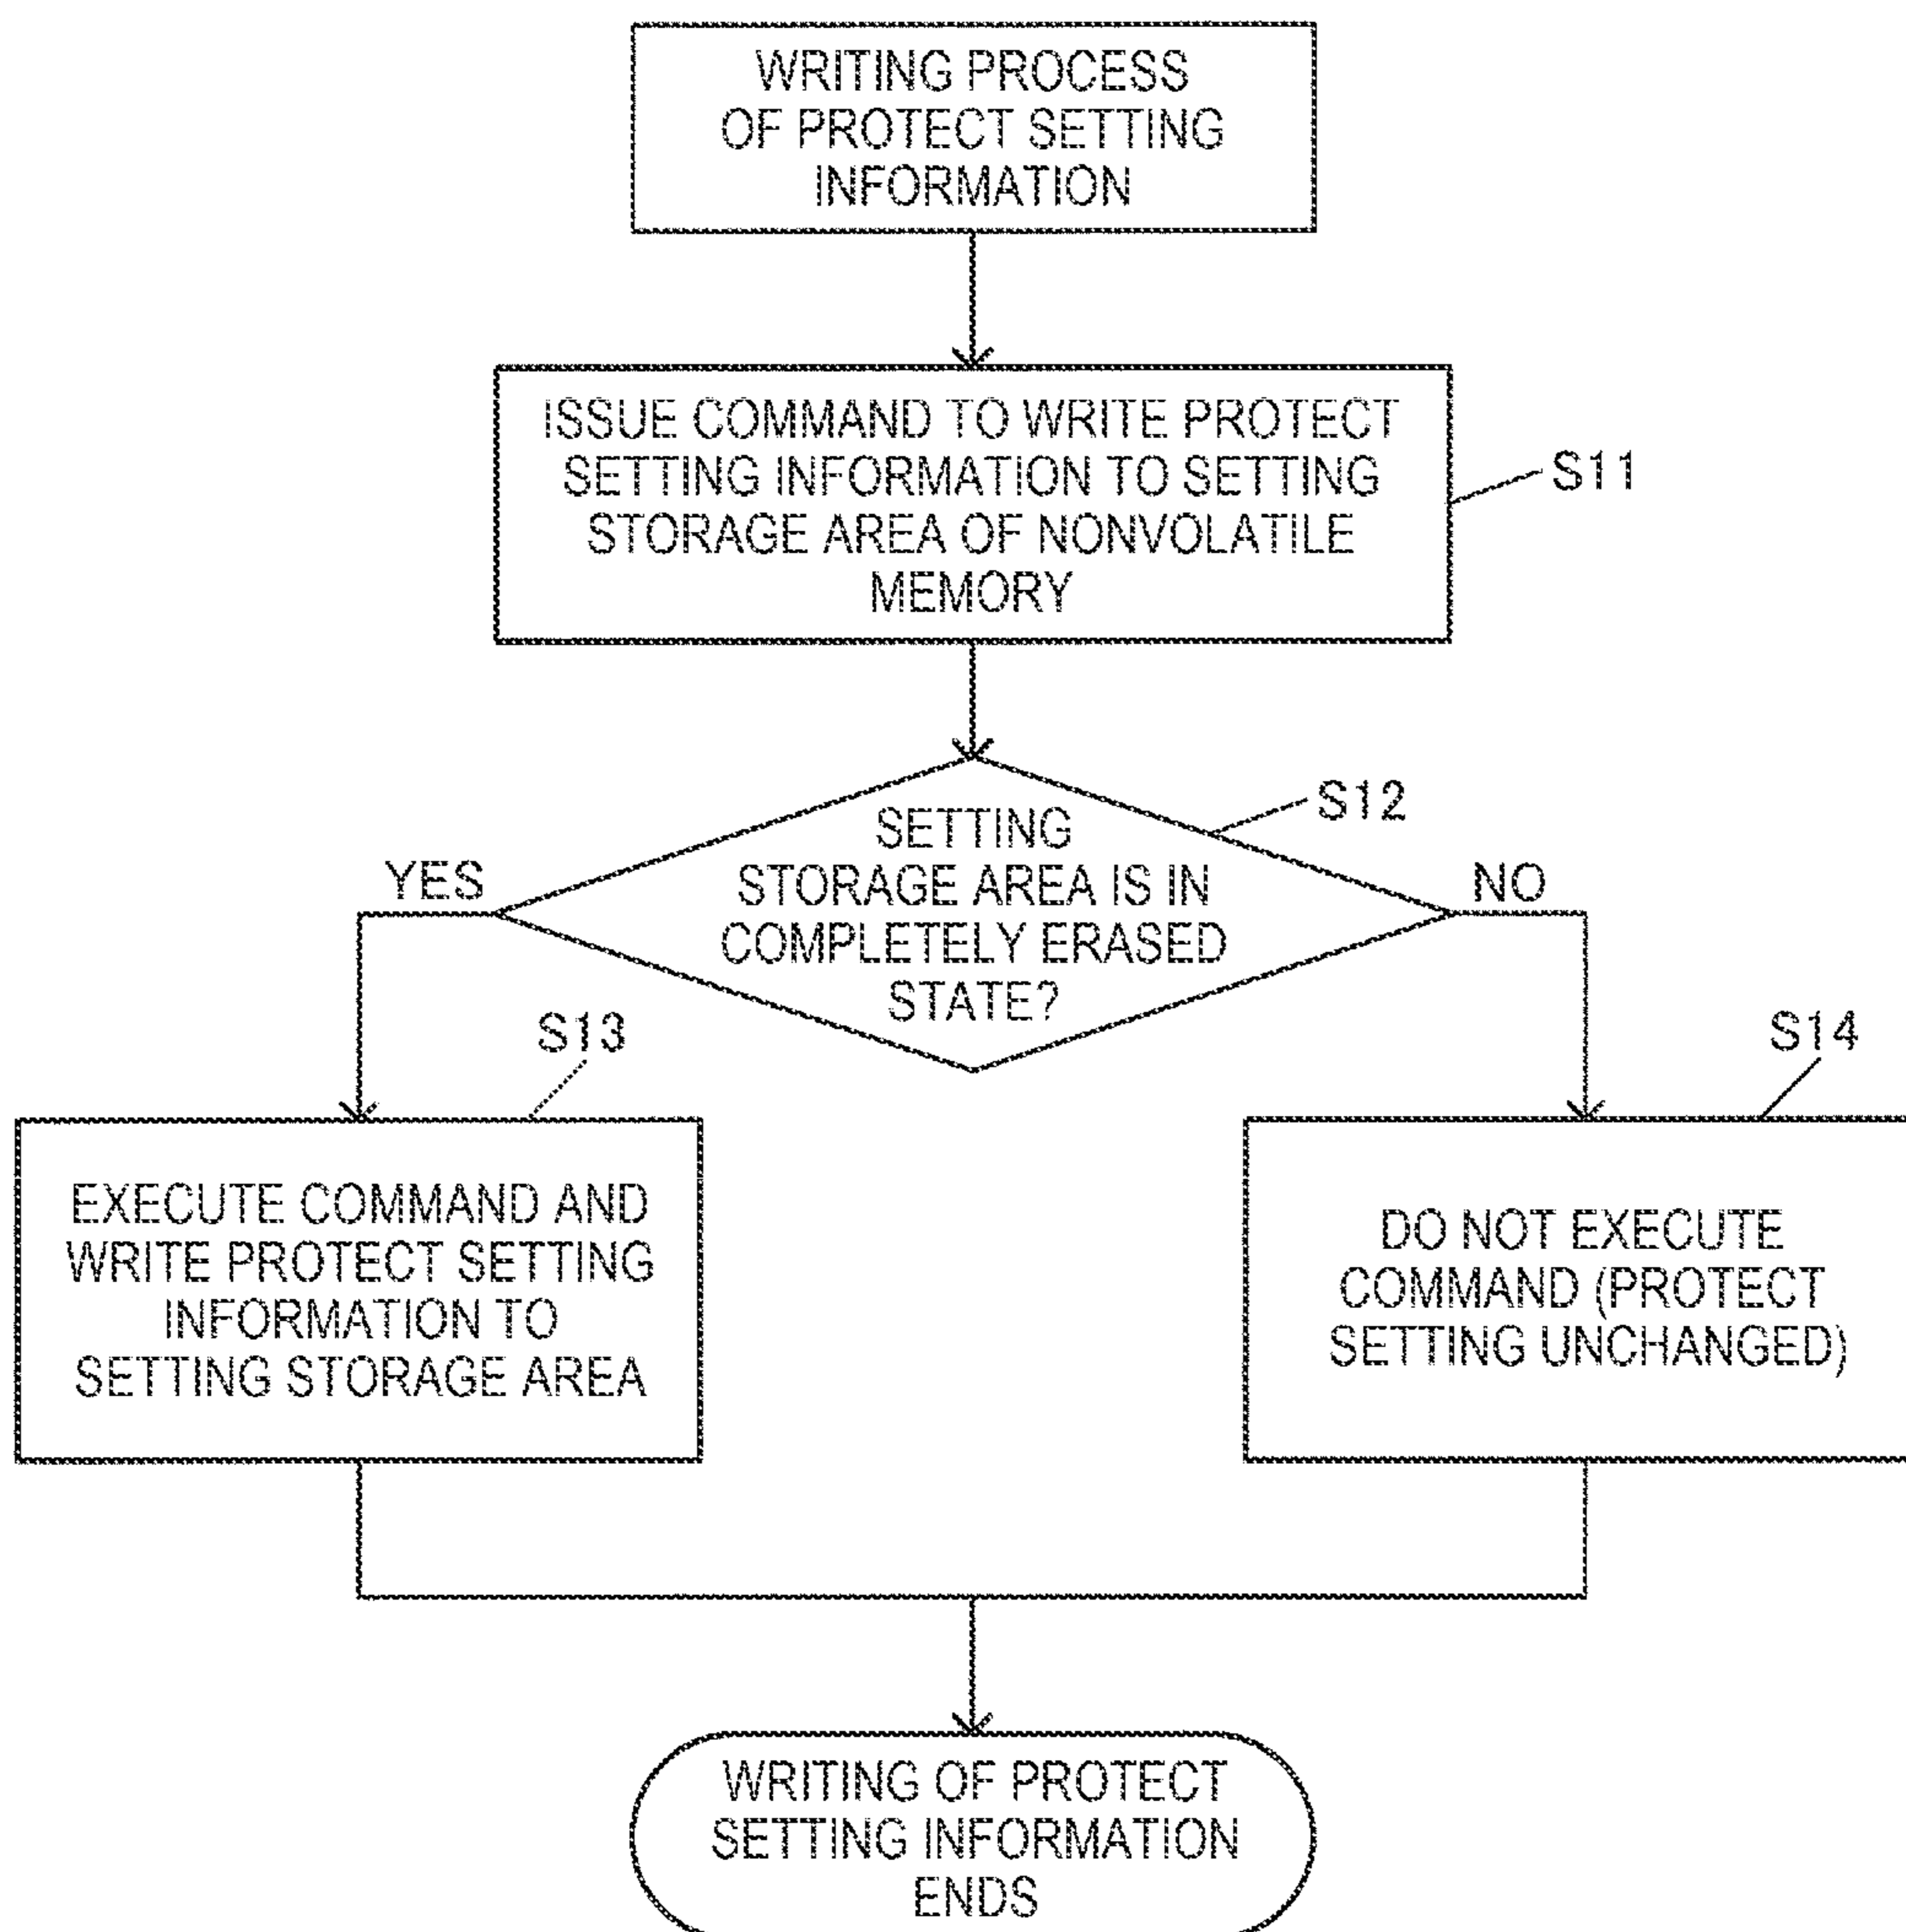 WRITING PROCESS
OF PROTECT SETTING
INFORMATION
ISSUE COMMAND TO WRITE PROTECT
SETTING INFORMATION TO SETTING
STORAGE AREA OF NONVOLATILE
MEMORY
S11
SETTING
STORAGE AREA IS IN
COMPLETELY ERASED
STATE?
S12
YES
NO
S13
EXECUTE COMMAND AND
WRITE PROTECT SETTING
INFORMATION TO
SETTING STORAGE AREA
S14
DO NOT EXECUTE
COMMAND (PROTECT
SETTING UNCHANGED)
WRITING OF PROTECT
SETTING INFORMATION
ENDS